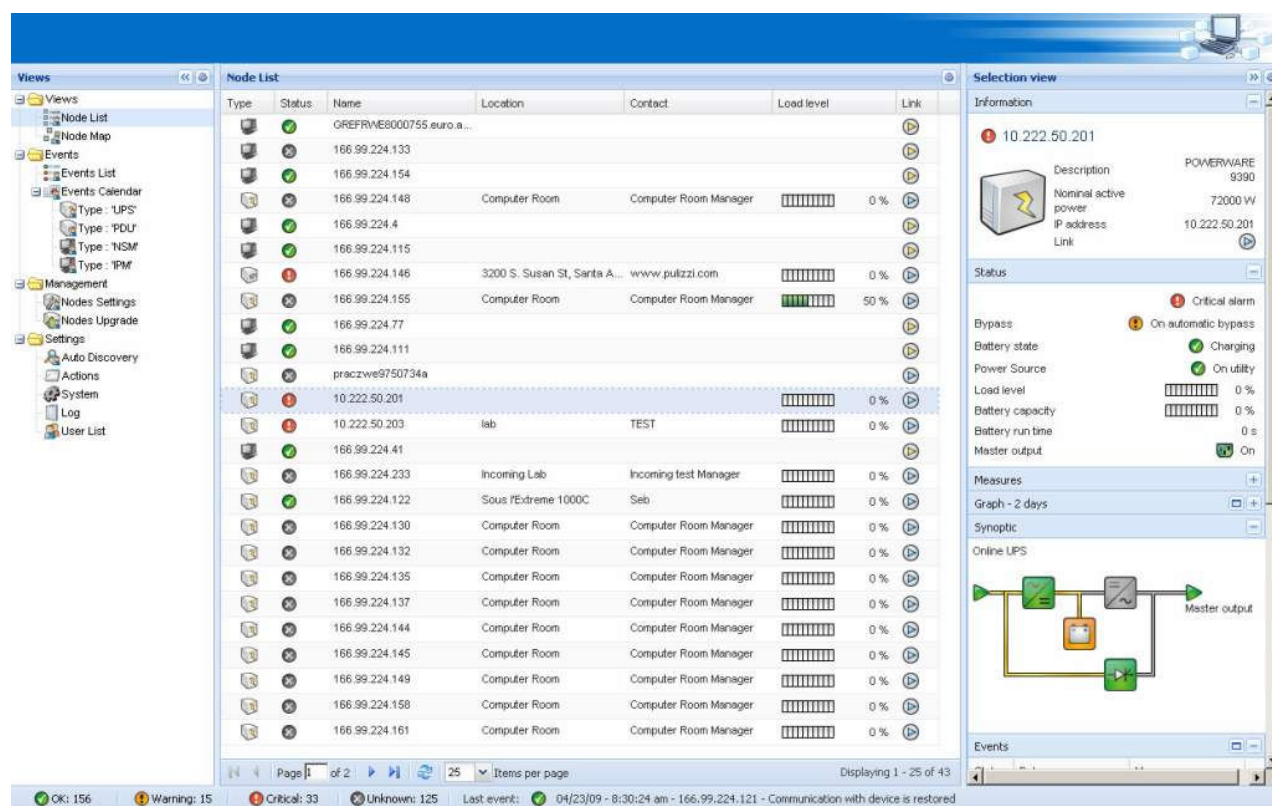 Views
Views
Node List
Node Map
Events
Events List
Events Calendar
Type : 'UPS'
Type : 'PDU'
Type : 'NSM'
Type : 'IPM'
Management
Nodes Settings
Nodes Upgrade
Settings
Auto Discovery
Actions
System
Log
User List
Node List
Type Status Name Location Contact Load level Link
GREFRWE8000755.euro.a...
166.99.224.133
166.99.224.154
166.99.224.148 Computer Room Computer Room Manager 0 %
166.99.224.4
166.99.224.115
166.99.224.146 3200 S. Susan St, Santa A... www.pulizzi.com 0 %
166.99.224.155 Computer Room Computer Room Manager 50 %
166.99.224.77
166.99.224.111
praczwe9750734a
10.222.50.201 0 %
10.222.50.203 lab TEST 0 %
166.99.224.41
166.99.224.233 Incoming Lab Incoming test Manager 0 %
166.99.224.122 Sous l'Extreme 1000C Seb 0 %
166.99.224.130 Computer Room Computer Room Manager 0 %
166.99.224.132 Computer Room Computer Room Manager 0 %
166.99.224.135 Computer Room Computer Room Manager 0 %
166.99.224.137 Computer Room Computer Room Manager 0 %
166.99.224.144 Computer Room Computer Room Manager 0 %
166.99.224.145 Computer Room Computer Room Manager 0 %
166.99.224.149 Computer Room Computer Room Manager 0 %
166.99.224.158 Computer Room Computer Room Manager 0 %
166.99.224.161 Computer Room Computer Room Manager 0 %
Page 1 of 2 25 Items per page Displaying 1 - 25 of 43
Selection view
Information
10.222.50.201
Description POWERWARE
9390
Nominal active
power 72000 W
IP address 10.222.50.201
Link
Status
Critical alarm
Bypass On automatic bypass
Battery state Charging
Power Source On utility
Load level 0 %
Battery capacity 0 %
Battery run time 0 s
Master output On
Measures
Graph - 2 days
Synoptic
Online UPS
Master output
Events
OK: 156 Warning: 15 Critical: 33 Unknown: 125 Last event: 04/23/09 - 8:30:24 am - 166.99.224.121 - Communication with device is restored